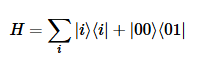 H = ∑_i |i⟩⟨i| + |00⟩⟨01|